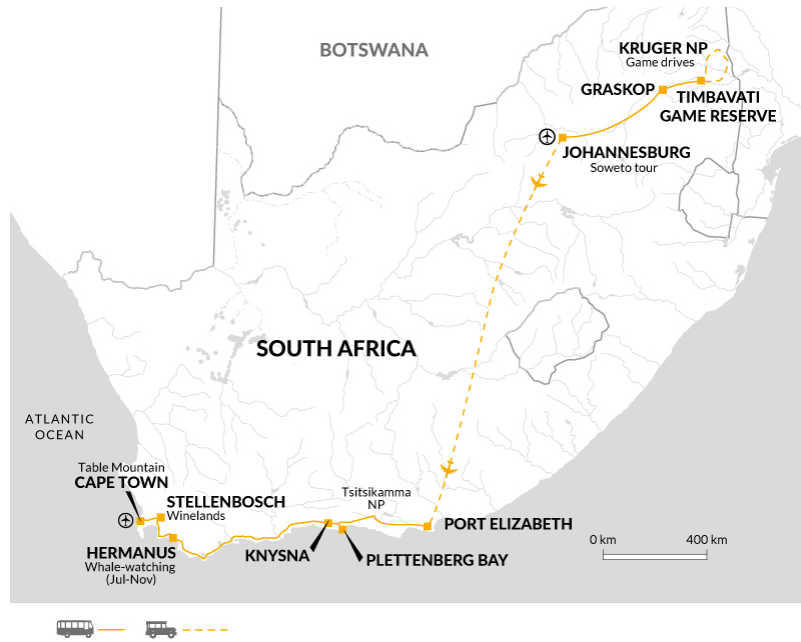 BOTSWANA
KRUGER NP
Game drives
GRASKOP
TIMBAVATI
GAME RESERVE
JOHANNESBURG
Soweto tour
SOUTH AFRICA
ATLANTIC
OCEAN
Table Mountain
CAPE TOWN
STELLENBOSCH
Winelands
HERMANUS
Whale-watching
(Jul-Nov)
Tsitsikamma
NP
KNYSNA
PLETTENBERG BAY
PORT ELIZABETH
0 km
400 km